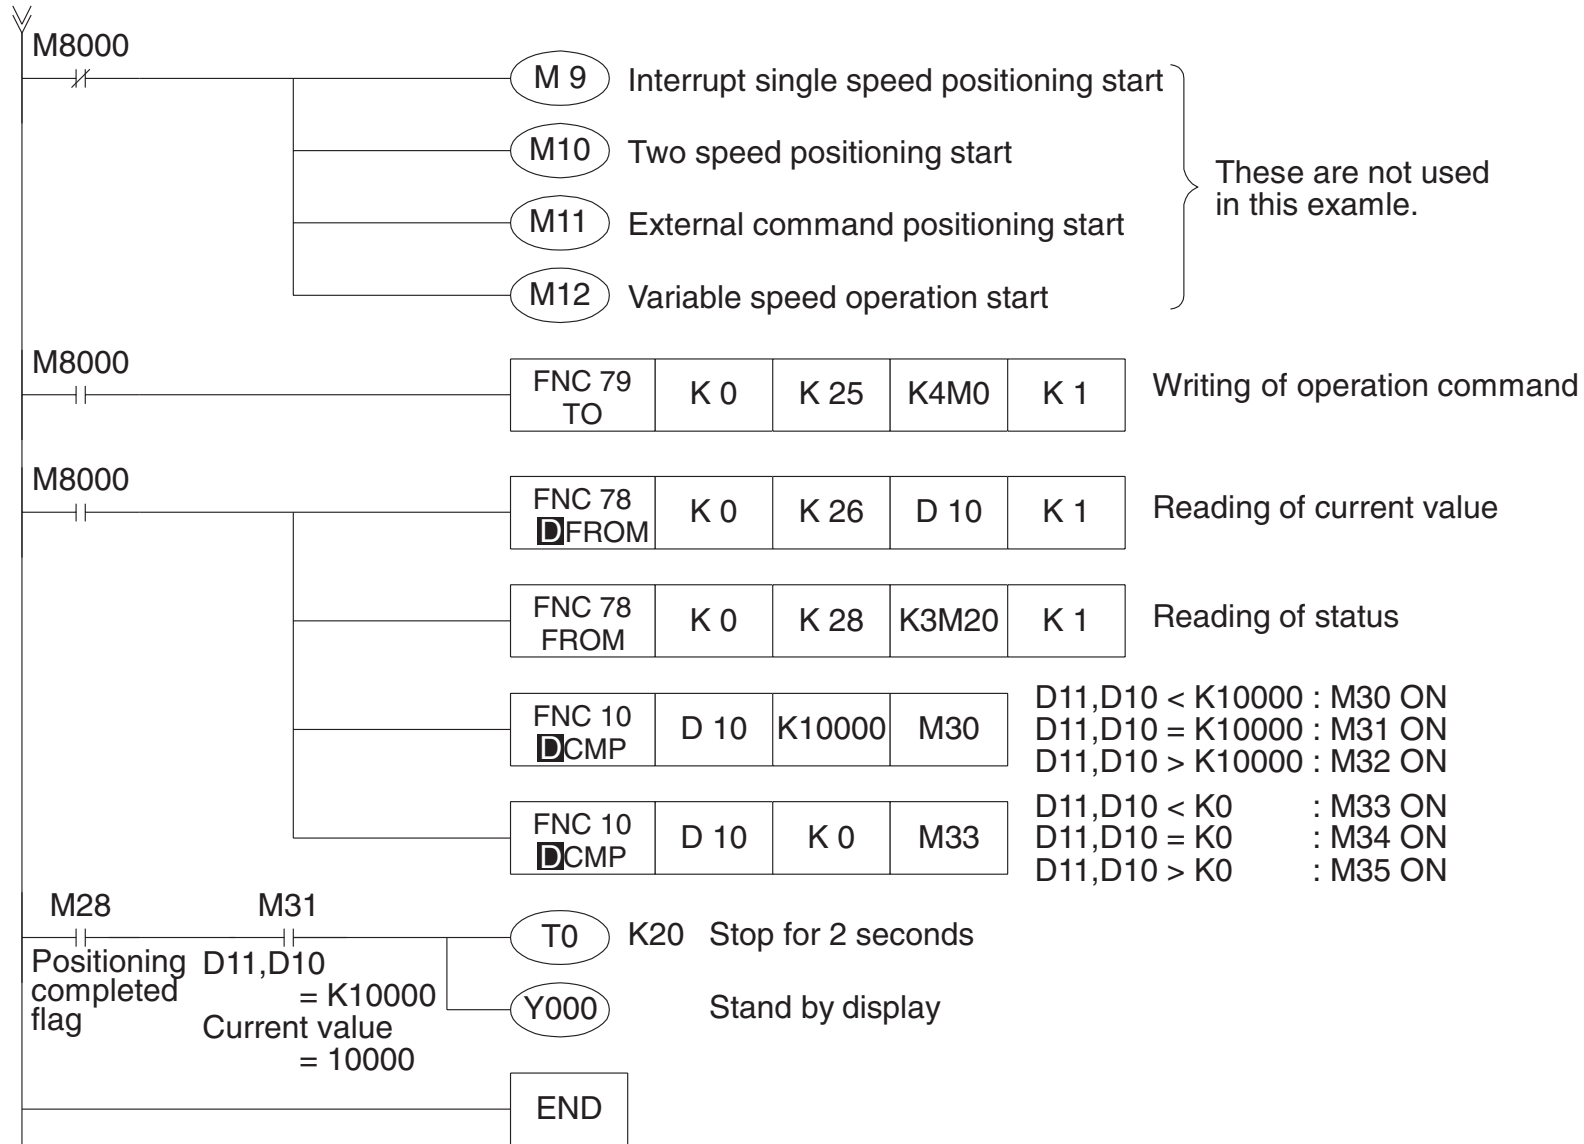 M8000
M 9 Interrupt single speed positioning start
M10 Two speed positioning start
These are not used
in this examle.
M11 External command positioning start
M12 Variable speed operation start
M8000
FNC 79
TO
K 0
K 25
K4M0
K 1
Writing of operation command
M8000
FNC 78
DFROM
K 0
K 26
D 10
K 1
Reading of current value
FNC 78
FROM
K 0
K 28
K3M20
K 1
Reading of status
FNC 10
DCMP
D 10
K10000
M30
D11,D10 < K10000 : M30 ON
D11,D10 = K10000 : M31 ON
D11,D10 > K10000 : M32 ON
FNC 10
DCMP
D 10
K 0
M33
D11,D10 < K0 : M33 ON
D11,D10 = K0 : M34 ON
D11,D10 > K0 : M35 ON
M28
M31
T0 K20 Stop for 2 seconds
Positioning
completed
flag
D11,D10
= K10000
Current value
= 10000
Y000 Stand by display
END